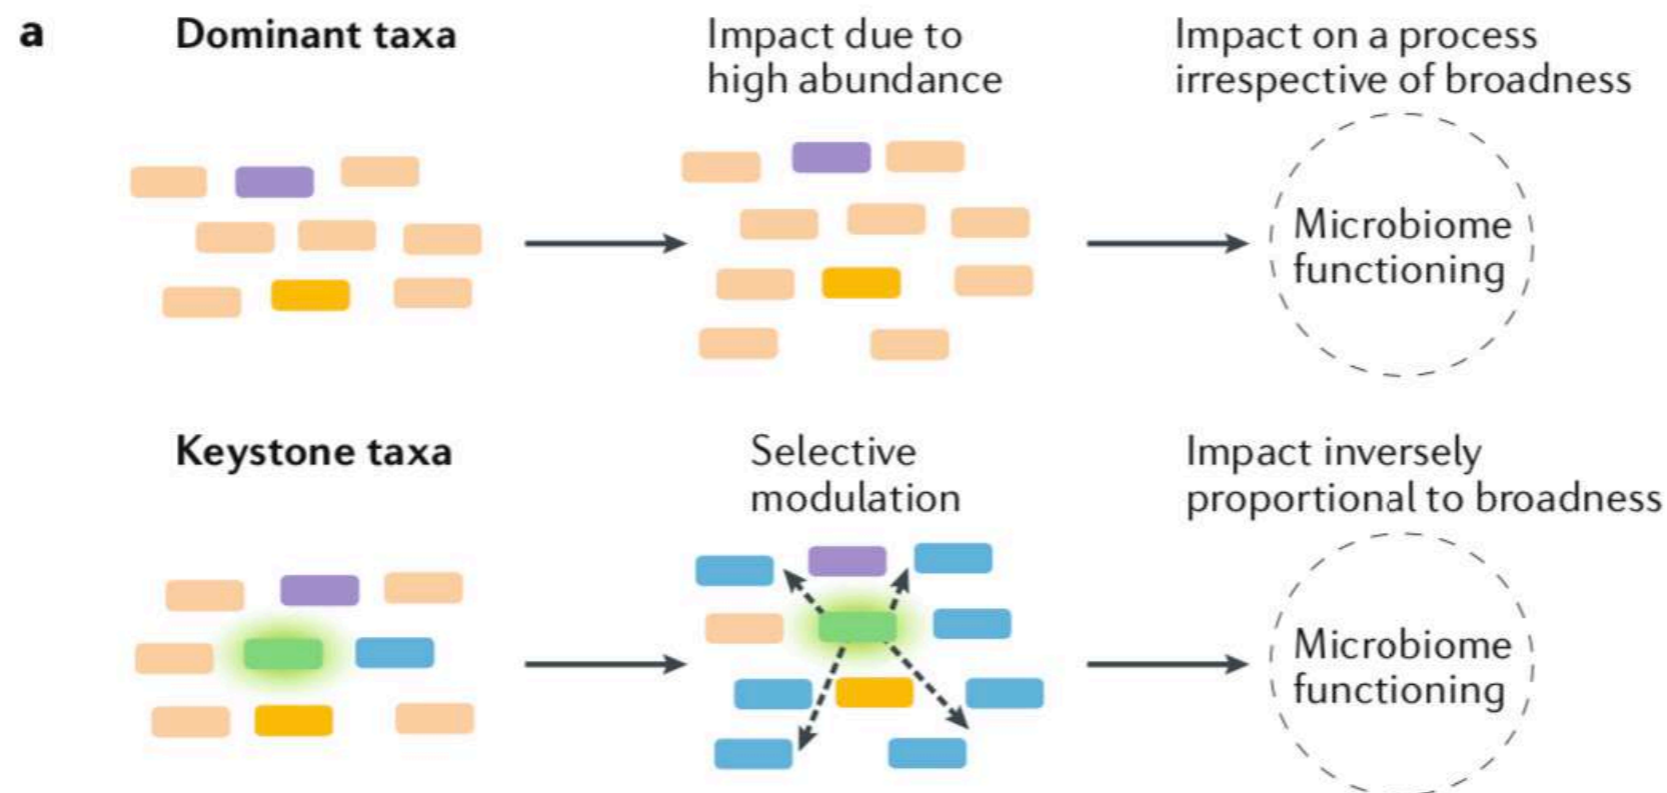 a
Dominant taxa
Impact due to
high abundance
Impact on a process
irrespective of broadness
Microbiome
functioning
Keystone taxa
Selective
modulation
Impact inversely
proportional to broadness
Microbiome
functioning